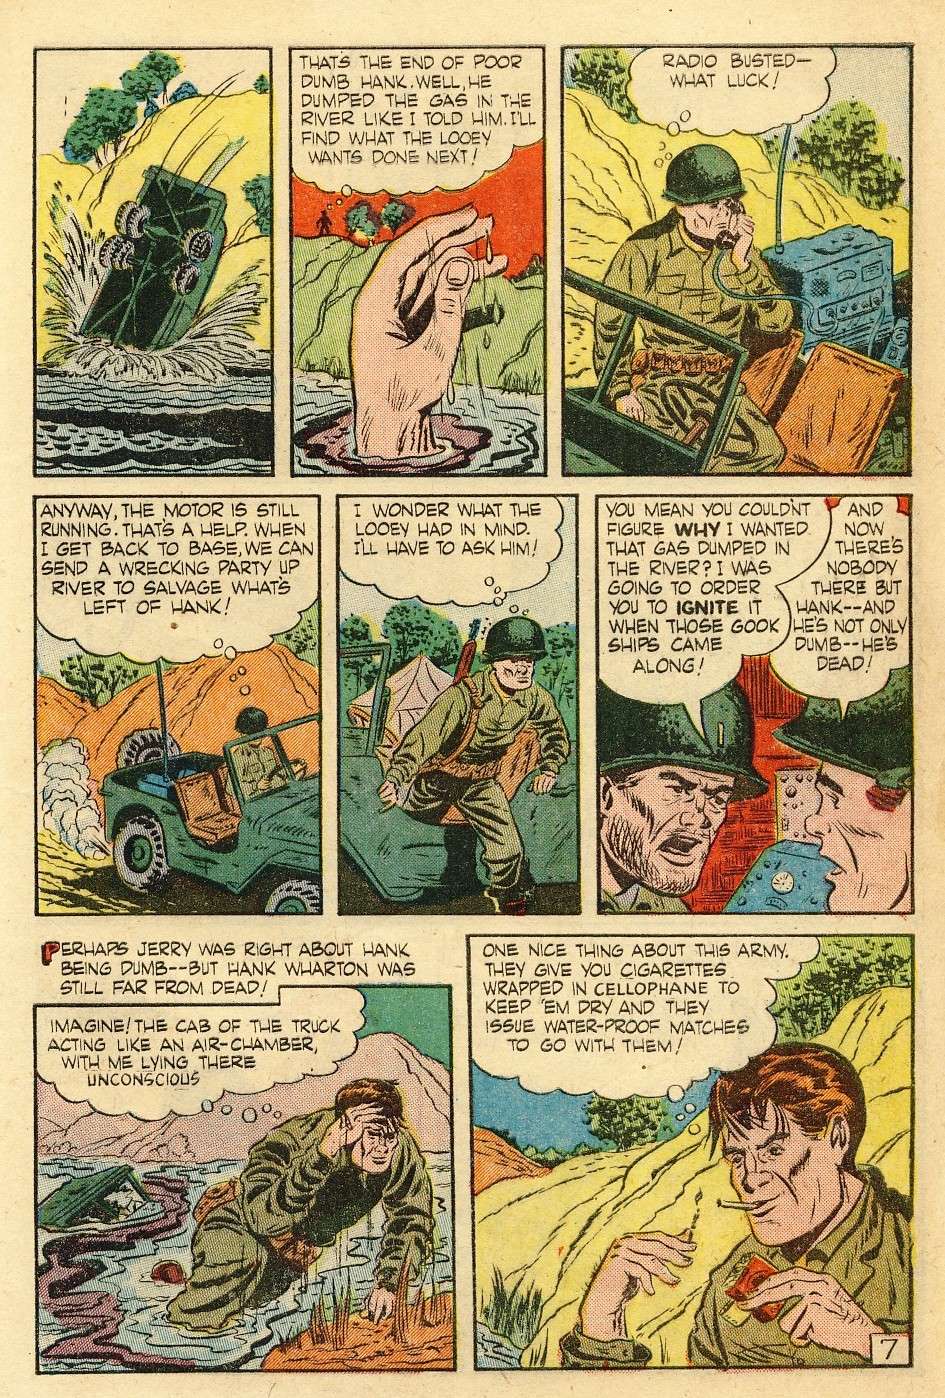 THAT'S THE END OF POOR
DUMB HANK. WELL, HE
DUMPED THE GAS IN THE
RIVER LIKE I TOLD HIM. I'LL
FIND WHAT THE LOOEY
WANTS DONE NEXT!
RADIO BUSTED—
WHAT LUCK!
ANYWAY, THE MOTOR IS STILL
RUNNING. THAT'S A HELP. WHEN
I GET BACK TO BASE, WE CAN
SEND A WRECKING PARTY UP
RIVER TO SALVAGE WHAT'S
LEFT OF HANK!
I WONDER WHAT THE
LOOEY HAD IN MIND.
I'LL HAVE TO ASK HIM!
YOU MEAN YOU COULDN'T
FIGURE WHY I WANTED
THAT GAS DUMPED IN
THE RIVER? I WAS
GOING TO ORDER
YOU TO IGNITE IT
WHEN THOSE GOOK
SHIPS CAME
ALONG!
AND
NOW
THERE'S
NOBODY
THERE BUT
HANK--AND
HE'S NOT ONLY
DUMB--HE'S
DEAD!
PERHAPS JERRY WAS RIGHT ABOUT HANK
BEING DUMB--BUT HANK WHARTON WAS
STILL FAR FROM DEAD!
IMAGINE! THE CAB OF THE TRUCK
ACTING LIKE AN AIR-CHAMBER,
WITH ME LYING THERE
UNCONSCIOUS
ONE NICE THING ABOUT THIS ARMY.
THEY GIVE YOU CIGARETTES
WRAPPED IN CELLOPHANE TO
KEEP 'EM DRY AND THEY
ISSUE WATER-PROOF MATCHES
TO GO WITH THEM!
7